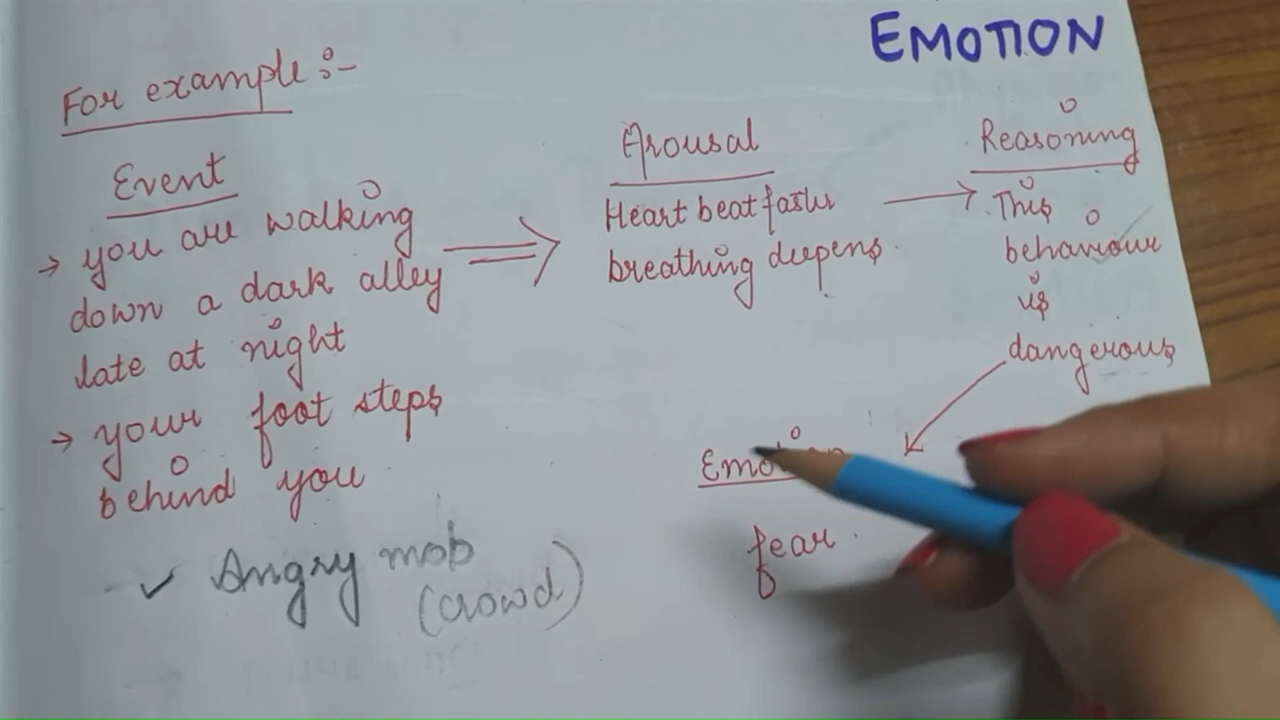 EMOTION
For example :-
Event
→ you are walking
down a dark alley
late at night
→ your foot steps
behind you
✓ Angry mob
(crowd)
Arousal
Heart beat faster
breathing deepens
Reasoning
This
behaviour
is
dangerous
fear.